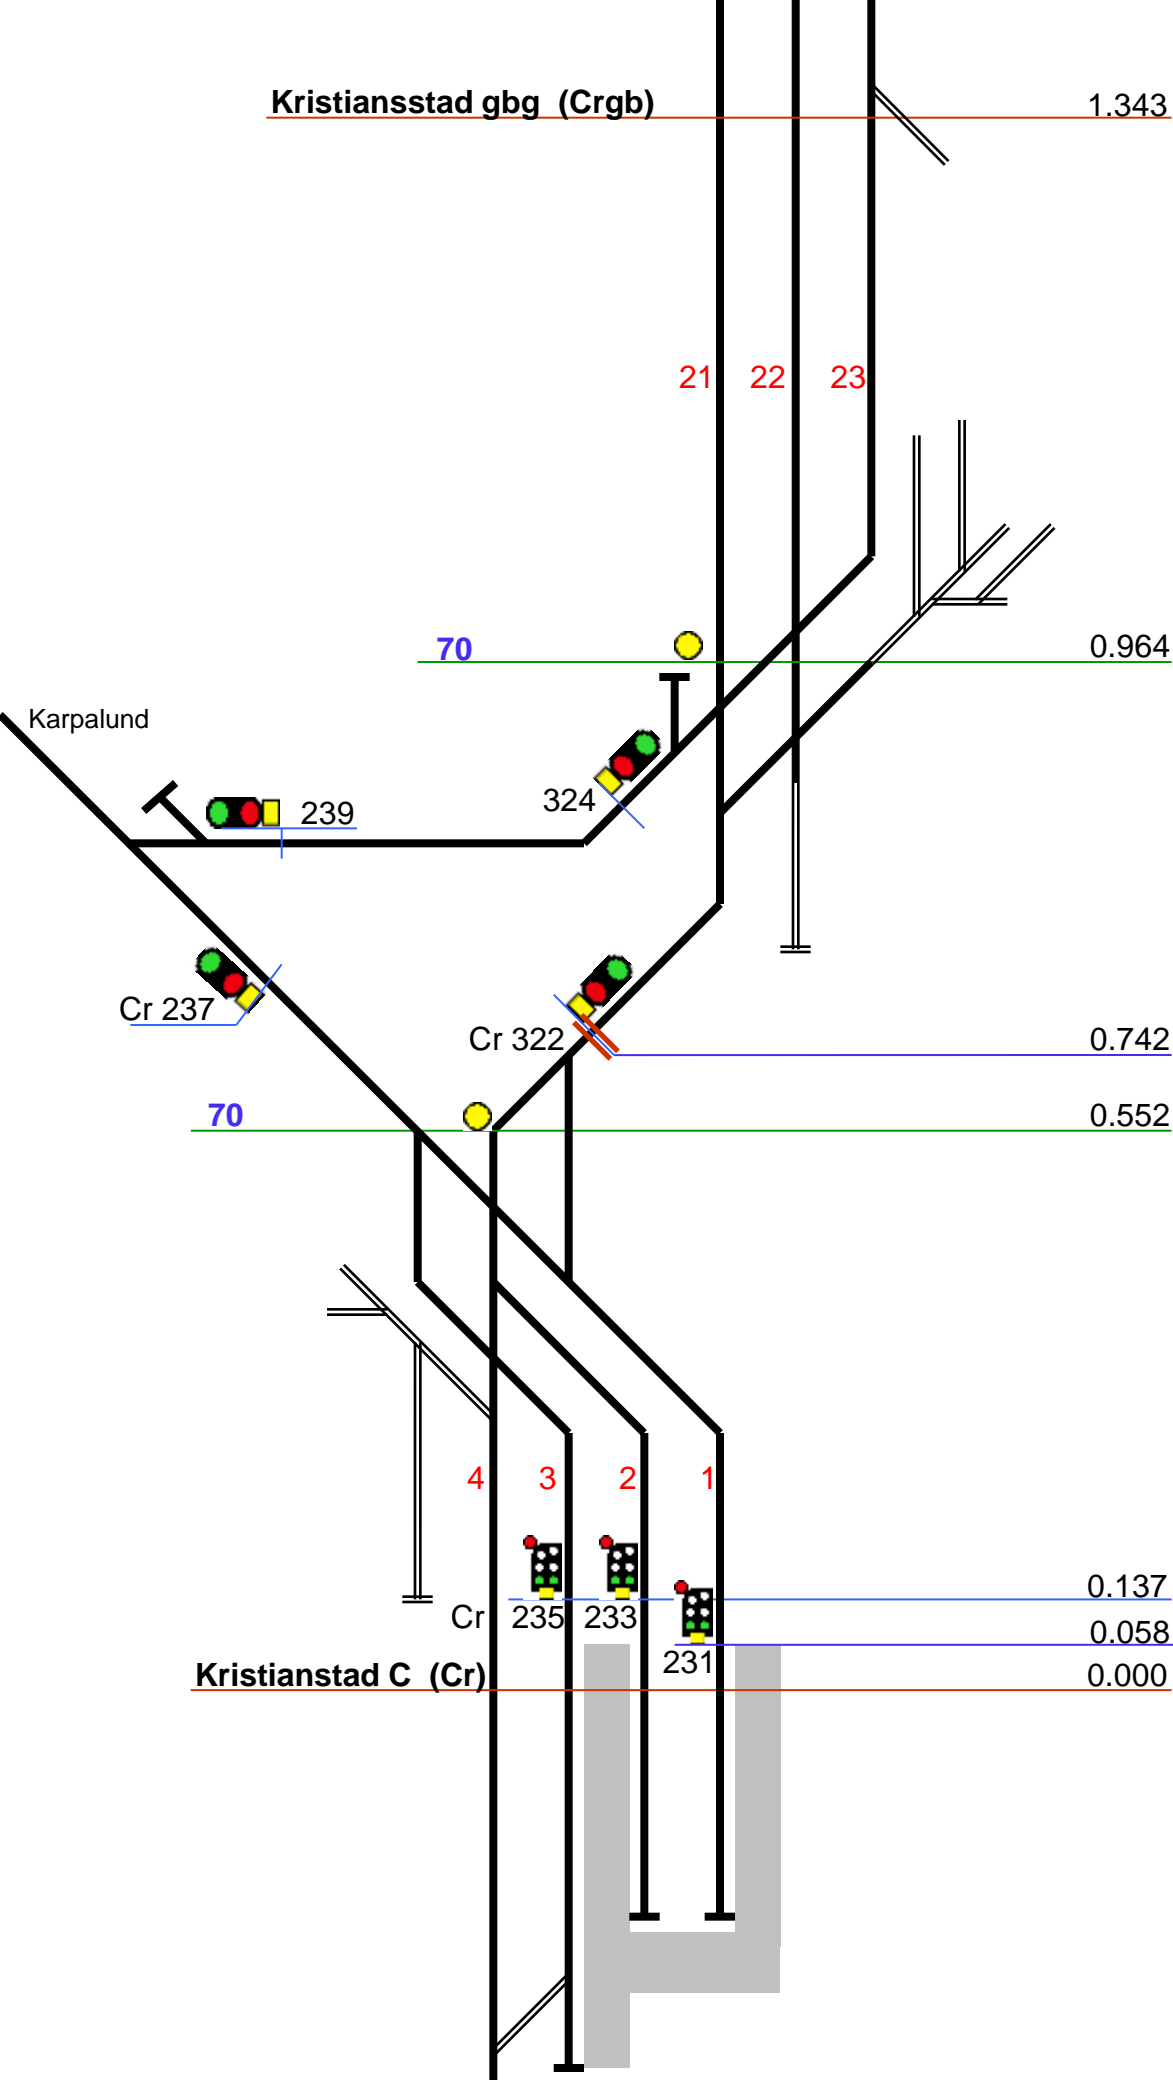 Kristiansstad gbg (Crgb) 1.343
21 22 23
70 0.964
Karpalund
324
239
Cr 237
Cr 322 0.742
70 0.552
4 3 2 1
0.137
Cr 235 233
0.058
231
Kristianstad C (Cr) 0.000